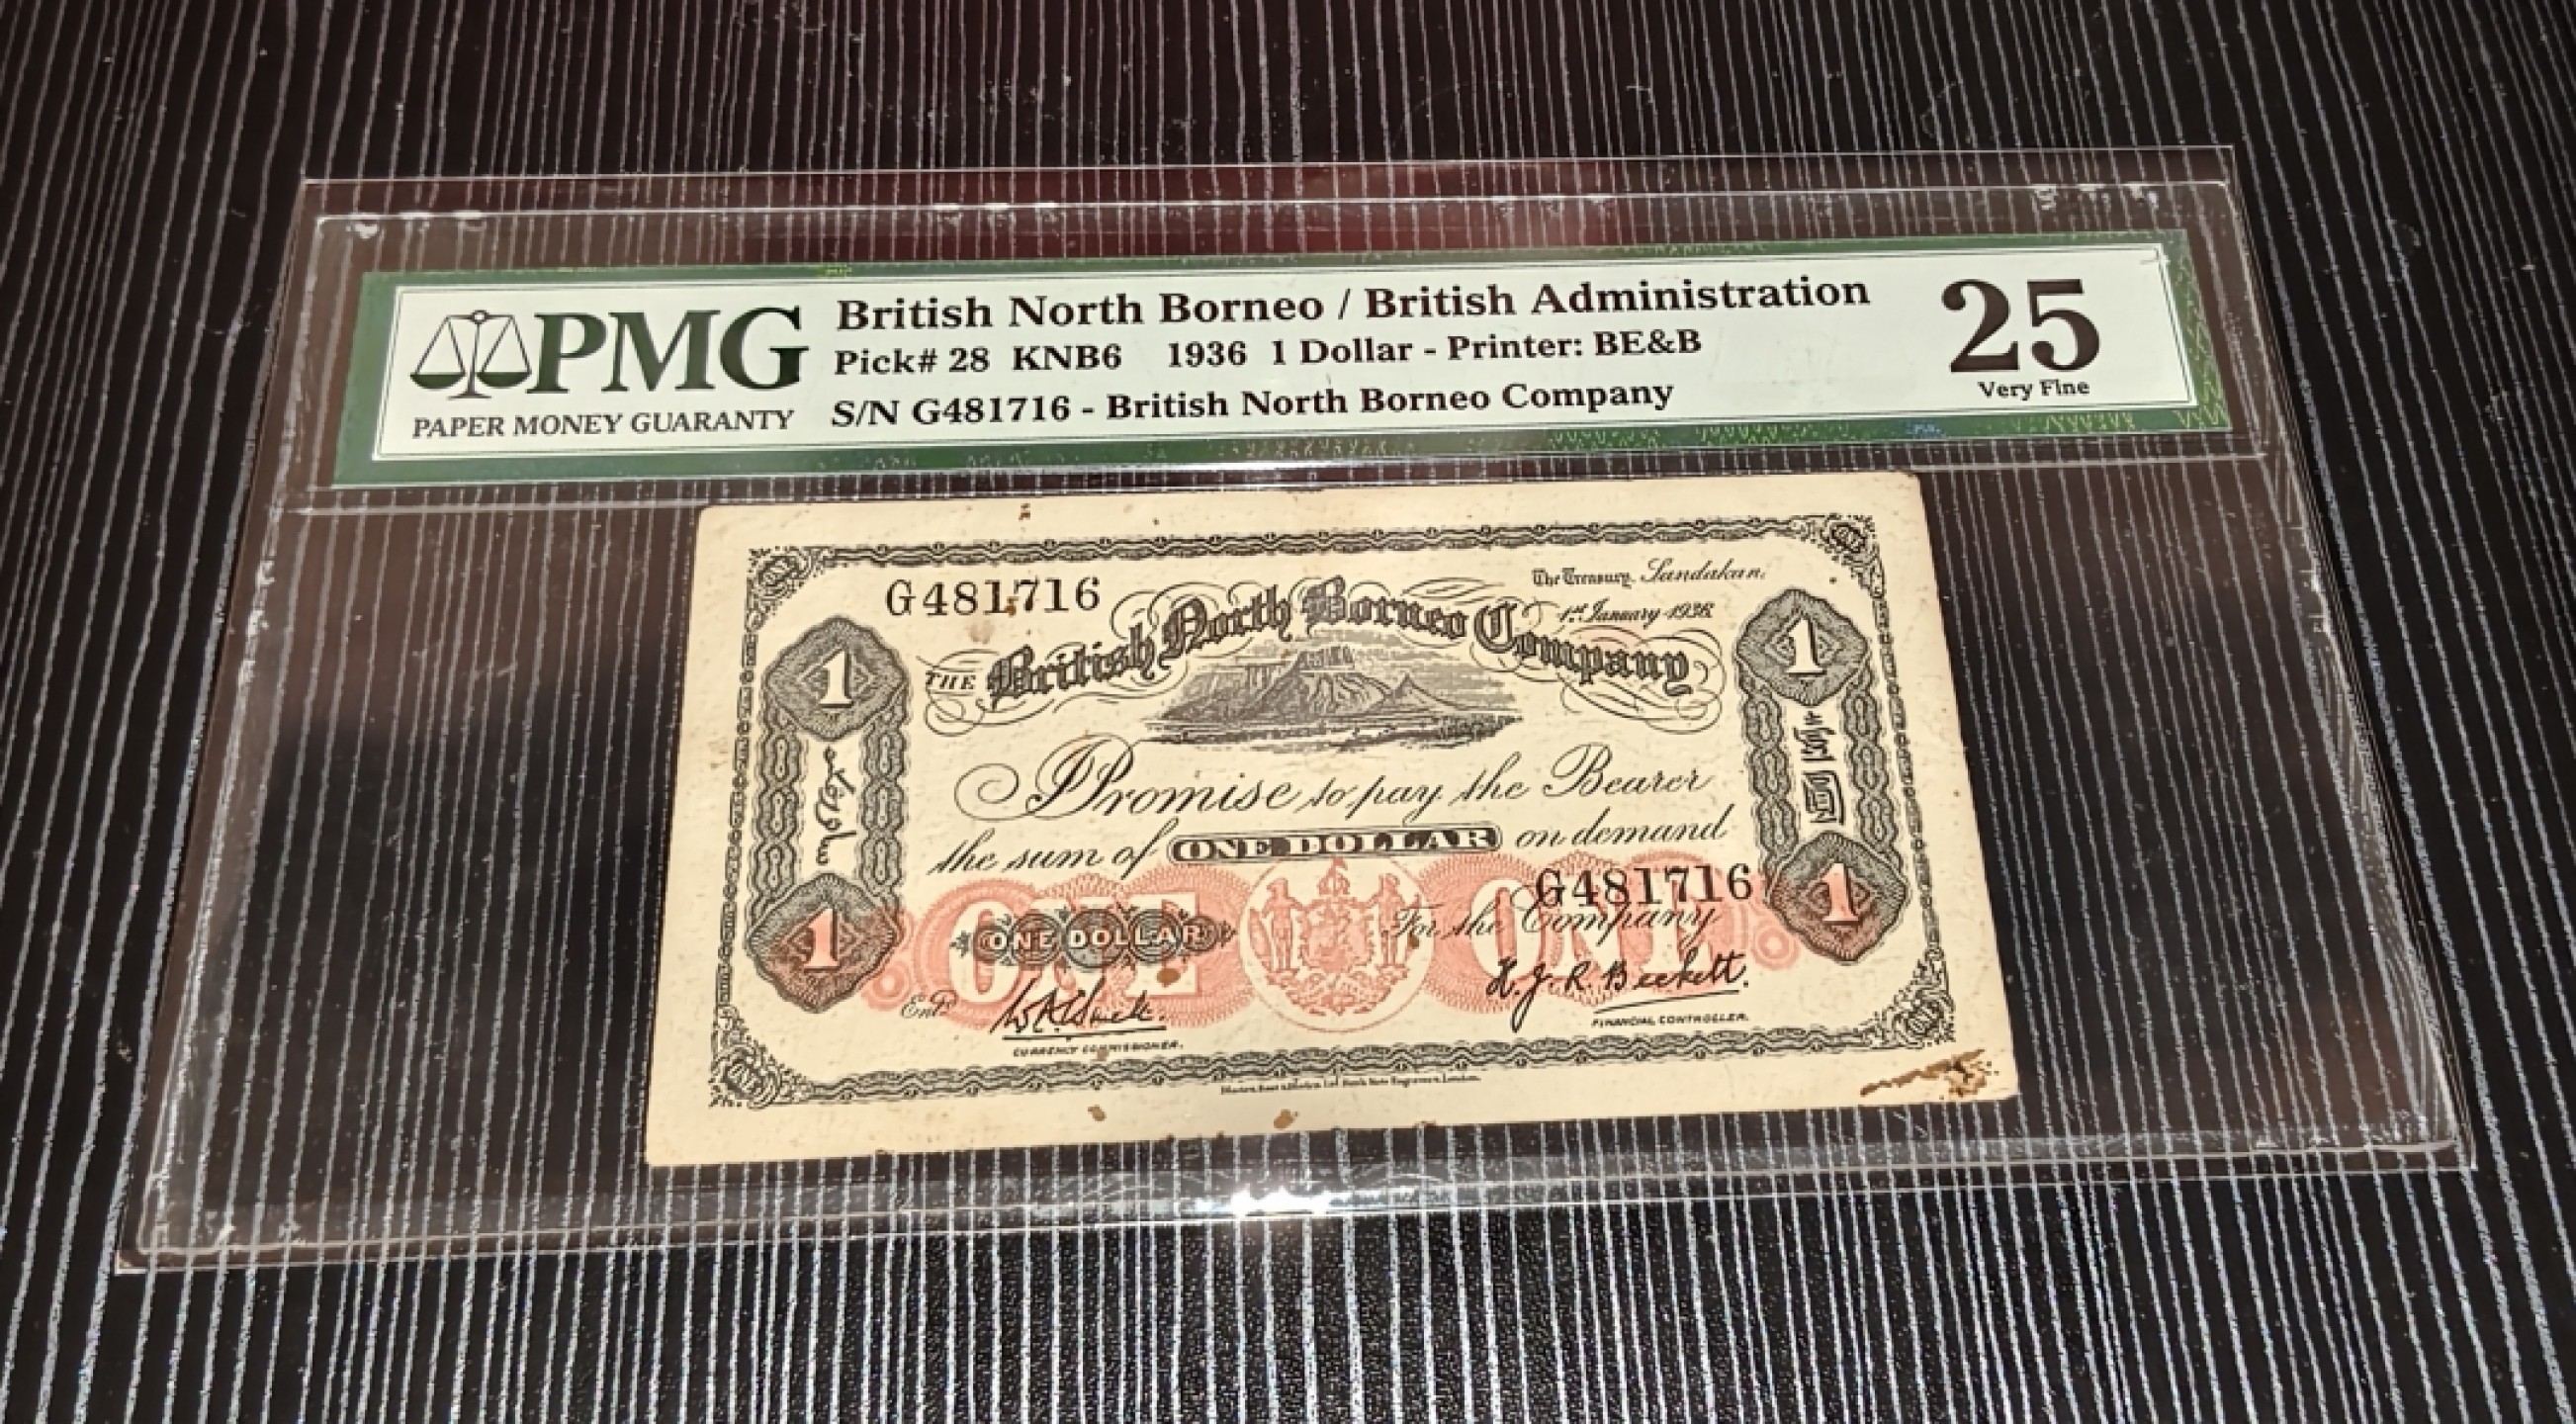 PMG
PAPER MONEY GUARANTY
British North Borneo / British Administration
Pick# 28 KNB6 1936 1 Dollar - Printer: BE&B
S/N G481716 - British North Borneo Company
25
Very Fine
G481716
The Treasury, Sandakan,
1st January 1936.
THE British North Borneo Company
1
1
Promise to pay the Bearer
the sum of ONE DOLLAR on demand
G481716
ONE
ONE
ONE DOLLAR
For the Company
1
1
H. J. R. Beckett.
Entd.
CURRENCY COMMISSIONER.
FINANCIAL CONTROLLER.